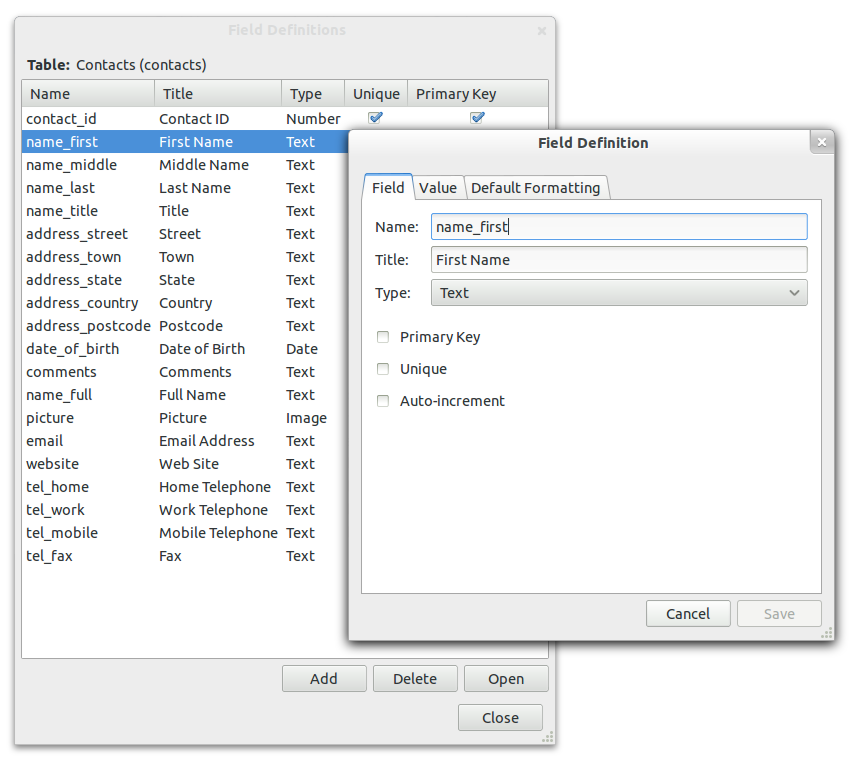 Field Definitions
Table: Contacts (contacts)
Name Title Type Unique Primary Key
contact_id Contact ID Number
name_first First Name Text
name_middle Middle Name Text
name_last Last Name Text
name_title Title Text
address_street Street Text
address_town Town Text
address_state State Text
address_country Country Text
address_postcode Postcode Text
date_of_birth Date of Birth Date
comments Comments Text
name_full Full Name Text
picture Picture Image
email Email Address Text
website Web Site Text
tel_home Home Telephone Text
tel_work Work Telephone Text
tel_mobile Mobile Telephone Text
tel_fax Fax Text
Add Delete Open
Close
Field Definition
Field Value Default Formatting
Name: name_first
Title: First Name
Type: Text
Primary Key
Unique
Auto-increment
Cancel Save